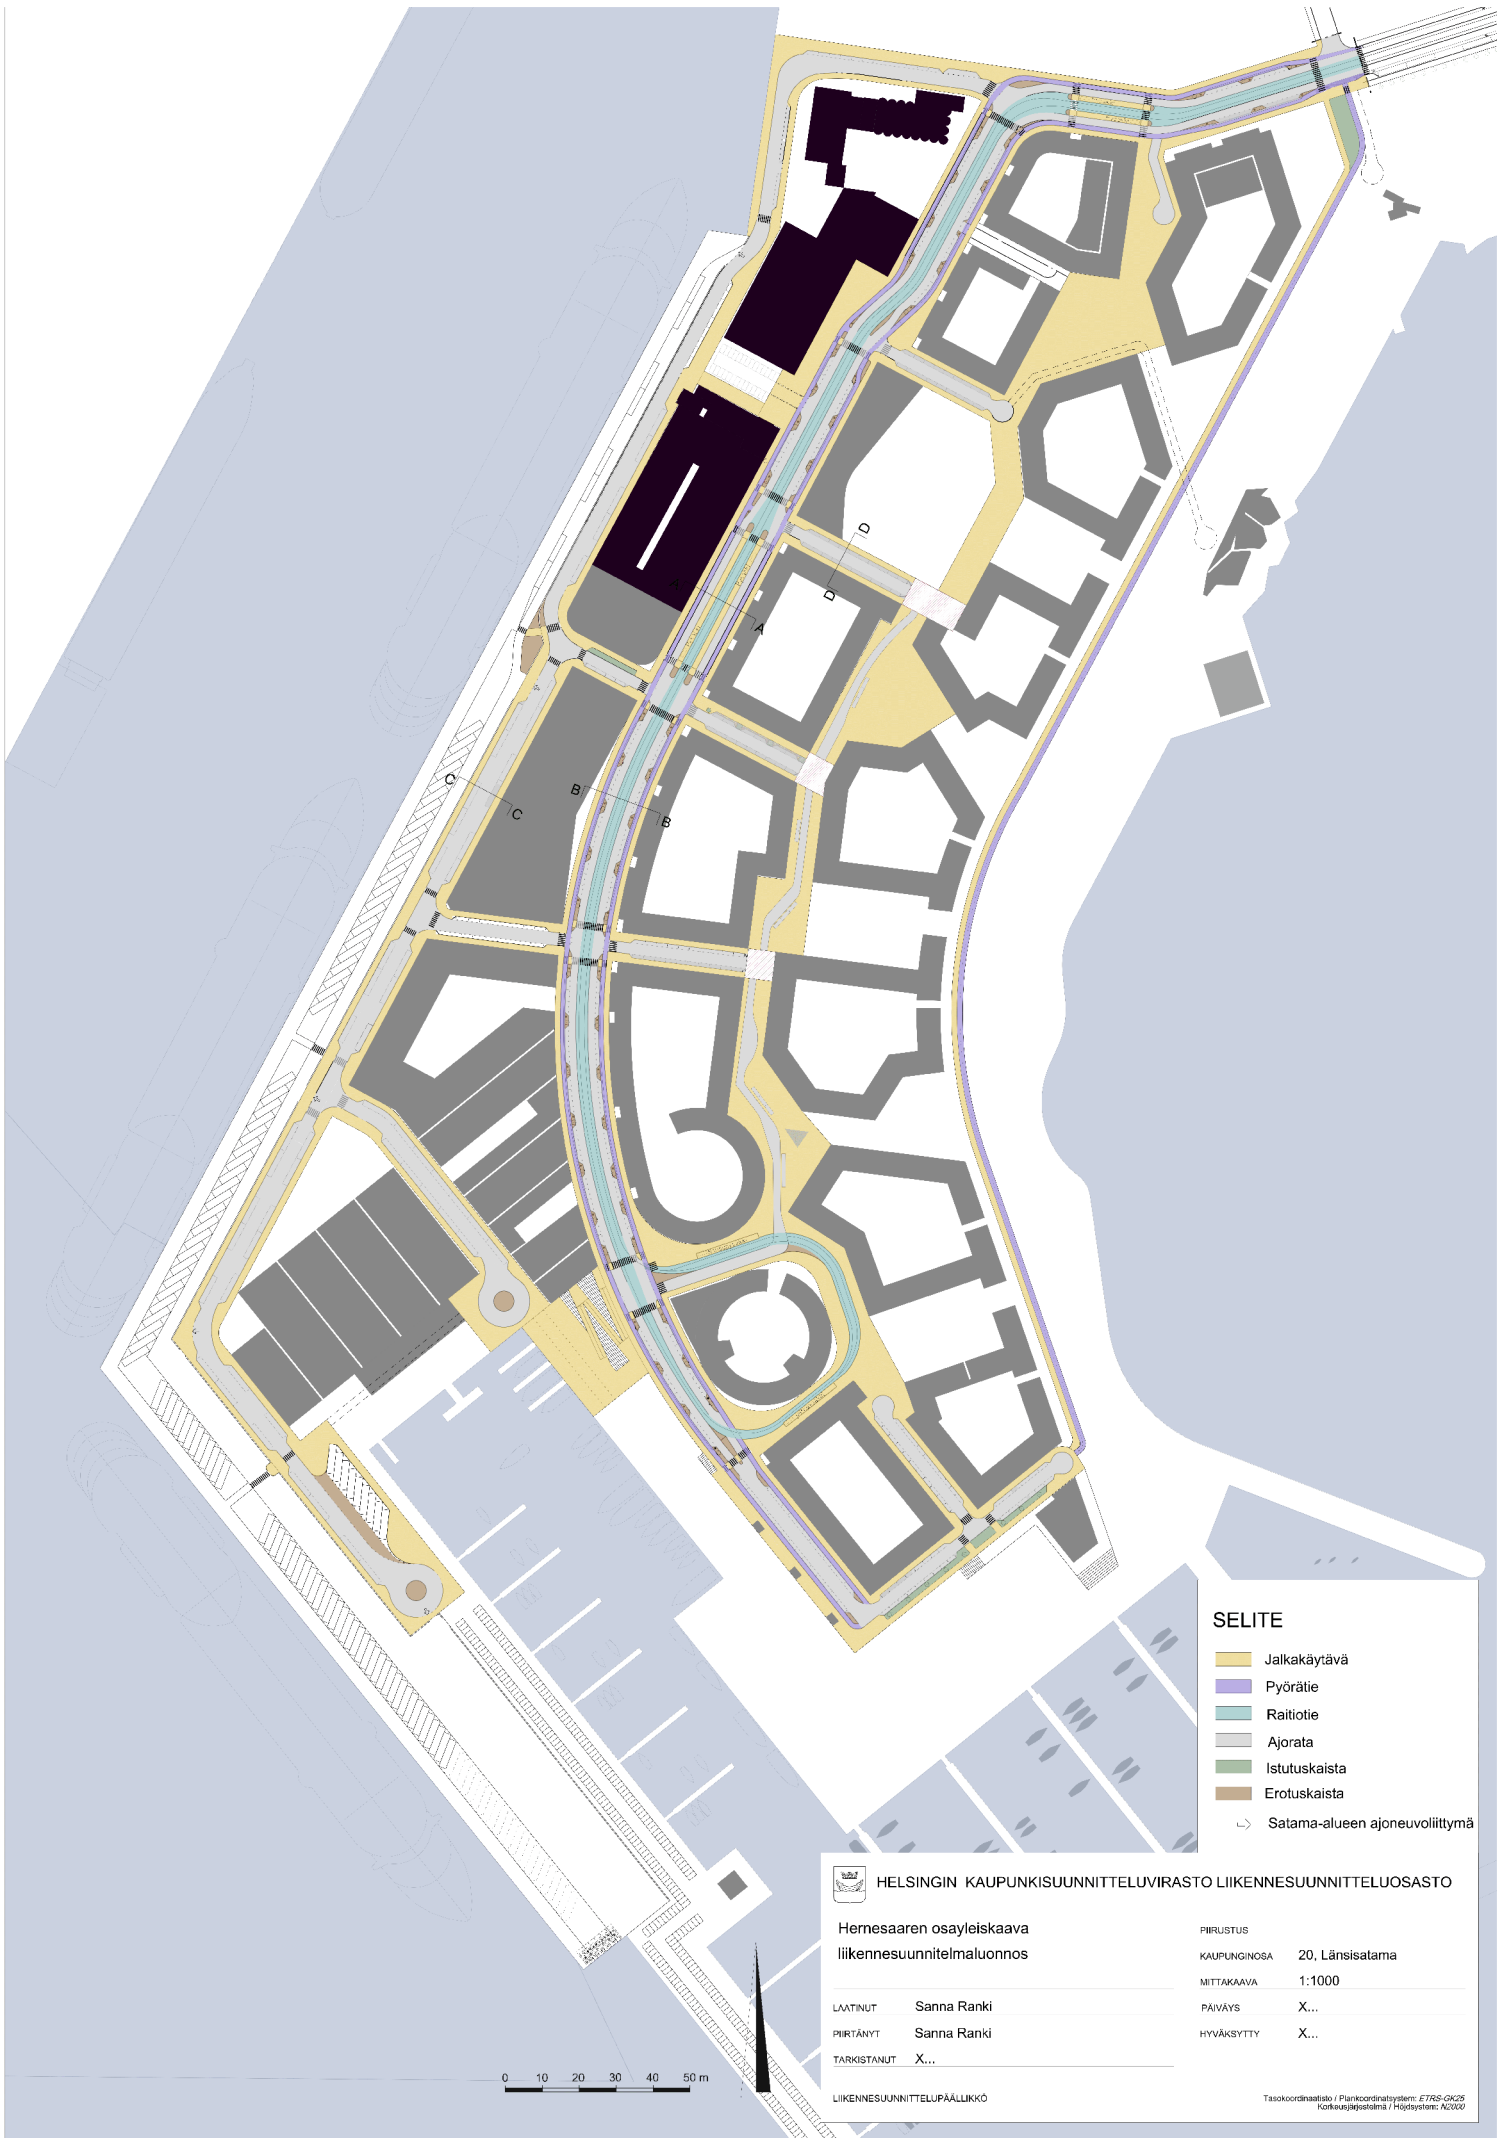 D
D
A
A
C
C
B
B
SELITE
Jalkakäytävä
Pyörätie
Raitiotie
Ajorata
Istutuskaista
Erotuskaista
Satama-alueen ajoneuvoliittymä
HELSINGIN KAUPUNKISUUNNITTELUVIRASTO LIIKENNESUUNNITTELUOSASTO
Hernesaaren osayleiskaava
liikennesuunnitelmaluonnos
PIIRUSTUS
KAUPUNGINOSA 20, Länsisatama
MITTAKAAVA 1:1000
LAATINUT Sanna Ranki
PÄIVÄYS X...
PIIRTÄNYT Sanna Ranki
HYVÄKSYTTY X...
TARKISTANUT X...
LIIKENNESUUNNITTELUPÄÄLLIKKÖ
Tasokoordinaatisto / Plankoordinatsystem: ETRS-GK25
Korkeusjärjestelmä / Höjdsystem: N2000
0 10 20 30 40 50 m